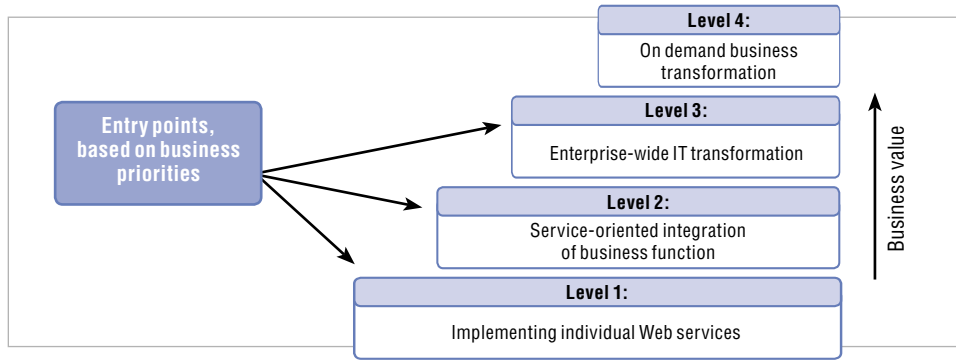 Level 4:
On demand business
transformation
Entry points,
based on business
priorities
Level 3:
Enterprise-wide IT transformation
Level 2:
Service-oriented integration
of business function
Level 1:
Implementing individual Web services
Business value